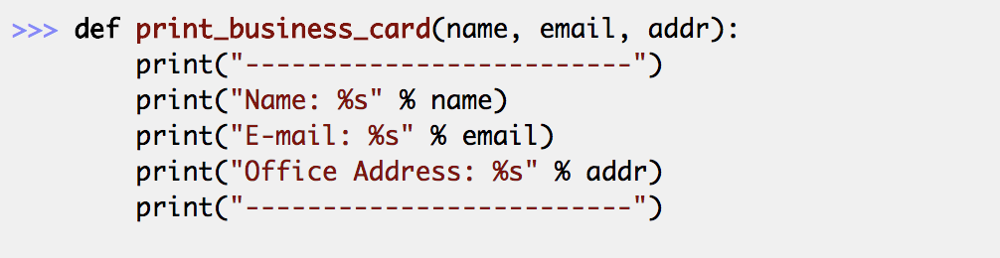 >>> def print_business_card(name, email, addr):
        print("-------------------------")
        print("Name: %s" % name)
        print("E-mail: %s" % email)
        print("Office Address: %s" % addr)
        print("-------------------------")